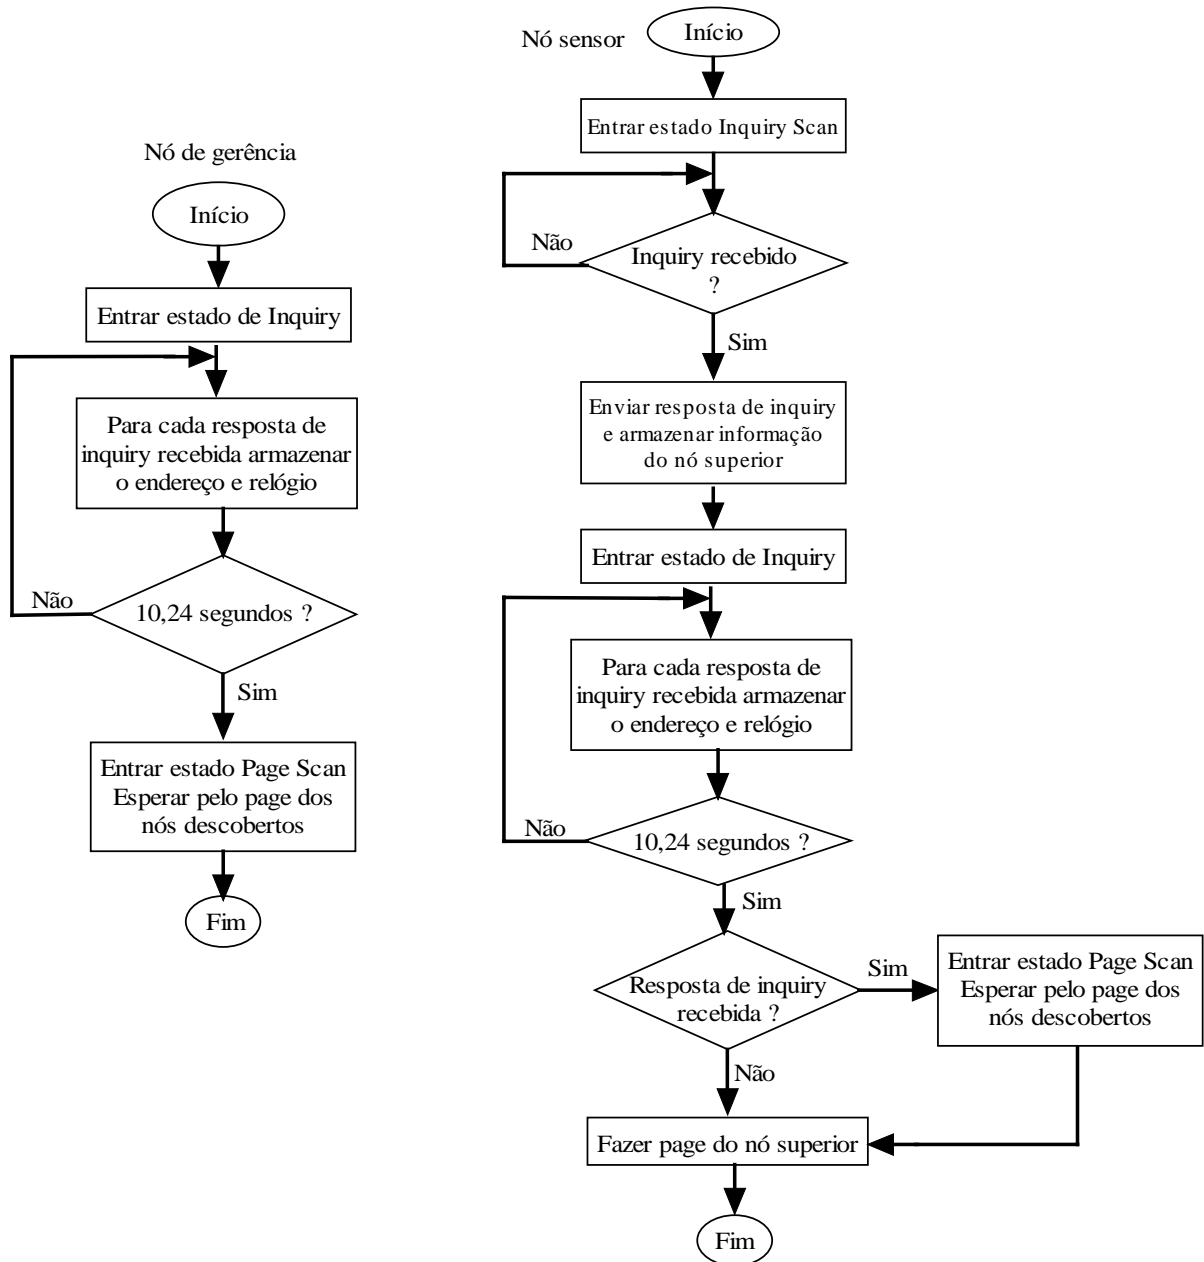 Nó de gerência
Início
Entrar estado de Inquiry
Para cada resposta de
inquiry recebida armazenar
o endereço e relógio
Não
10,24 segundos ?
Sim
Entrar estado Page Scan
Esperar pelo page dos
nós descobertos
Fim
Nó sensor
Início
Entrar estado Inquiry Scan
Não
Inquiry recebido
?
Sim
Enviar resposta de inquiry
e armazenar informação
do nó superior
Entrar estado de Inquiry
Para cada resposta de
inquiry recebida armazenar
o endereço e relógio
Não
10,24 segundos ?
Sim
Resposta de inquiry
recebida ?
Sim
Entrar estado Page Scan
Esperar pelo page dos
nós descobertos
Não
Fazer page do nó superior
Fim